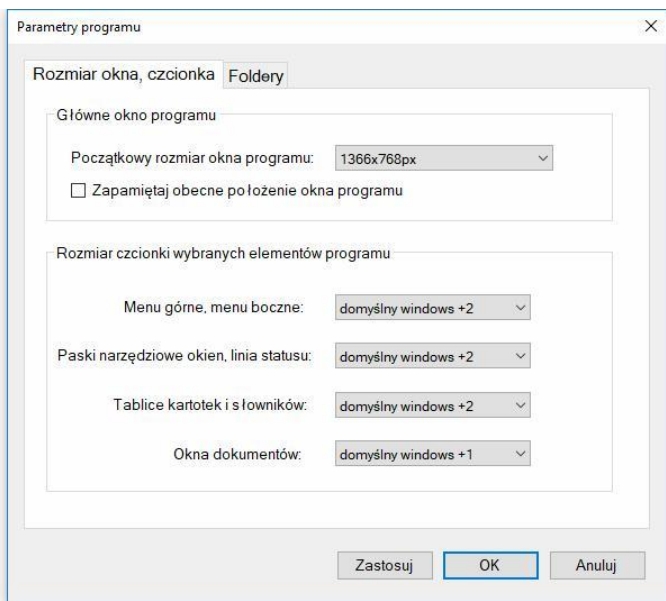 Parametry programu
Rozmiar okna, czcionka Foldery
Główne okno programu
Początkowy rozmiar okna programu: 1366x768px
Zapamiętaj obecne położenie okna programu
Rozmiar czcionki wybranych elementów programu
Menu górne, menu boczne: domyślny windows +2
Paski narzędziowe okien, linia statusu: domyślny windows +2
Tablice kartotek i słowników: domyślny windows +2
Okna dokumentów: domyślny windows +1
Zastosuj OK Anuluj